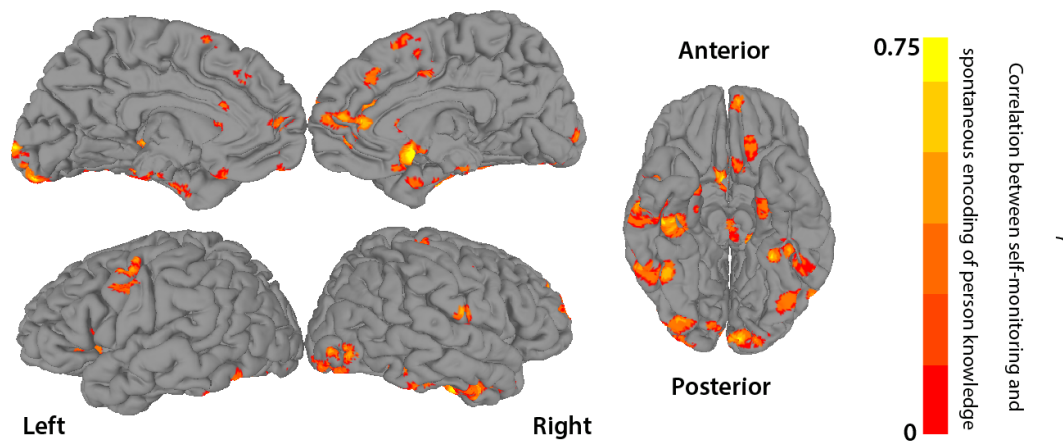 Anterior
Posterior
Left
Right
0.75
0
Correlation between self-monitoring and
spontaneous encoding of person knowledge